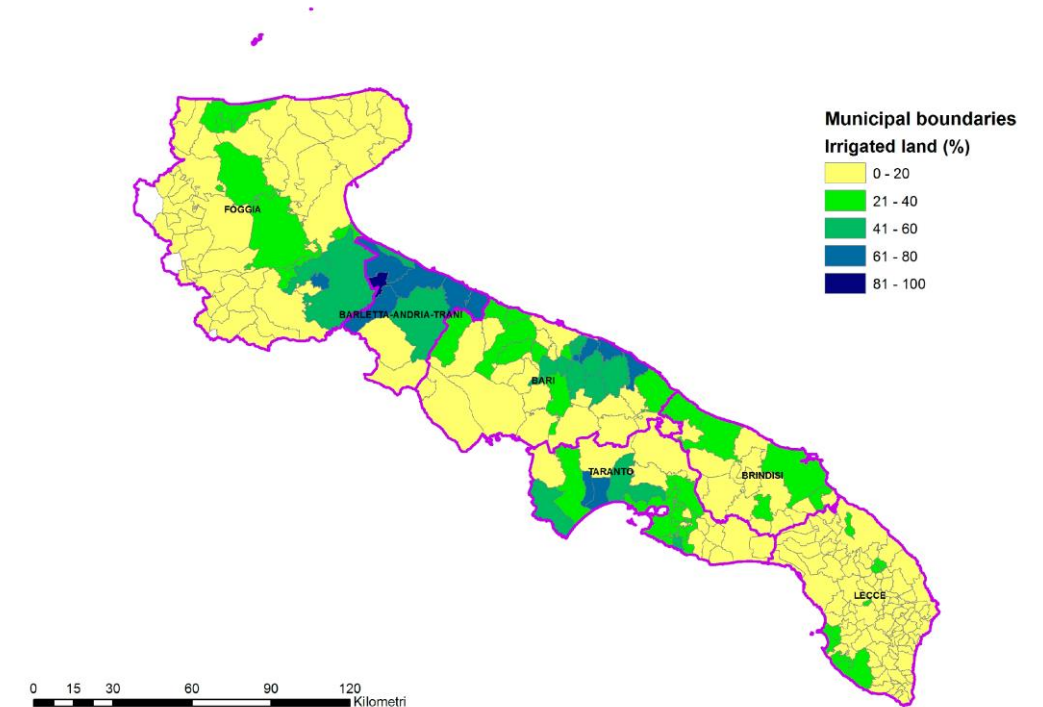 Municipal boundaries
Irrigated land (%)
0 - 20
21 - 40
41 - 60
61 - 80
81 - 100
FOGGIA
BARLETTA-ANDRIA-TRANI
BARI
TARANTO
BRINDISI
LECCE
0 15 30 60 90 120
Kilometri